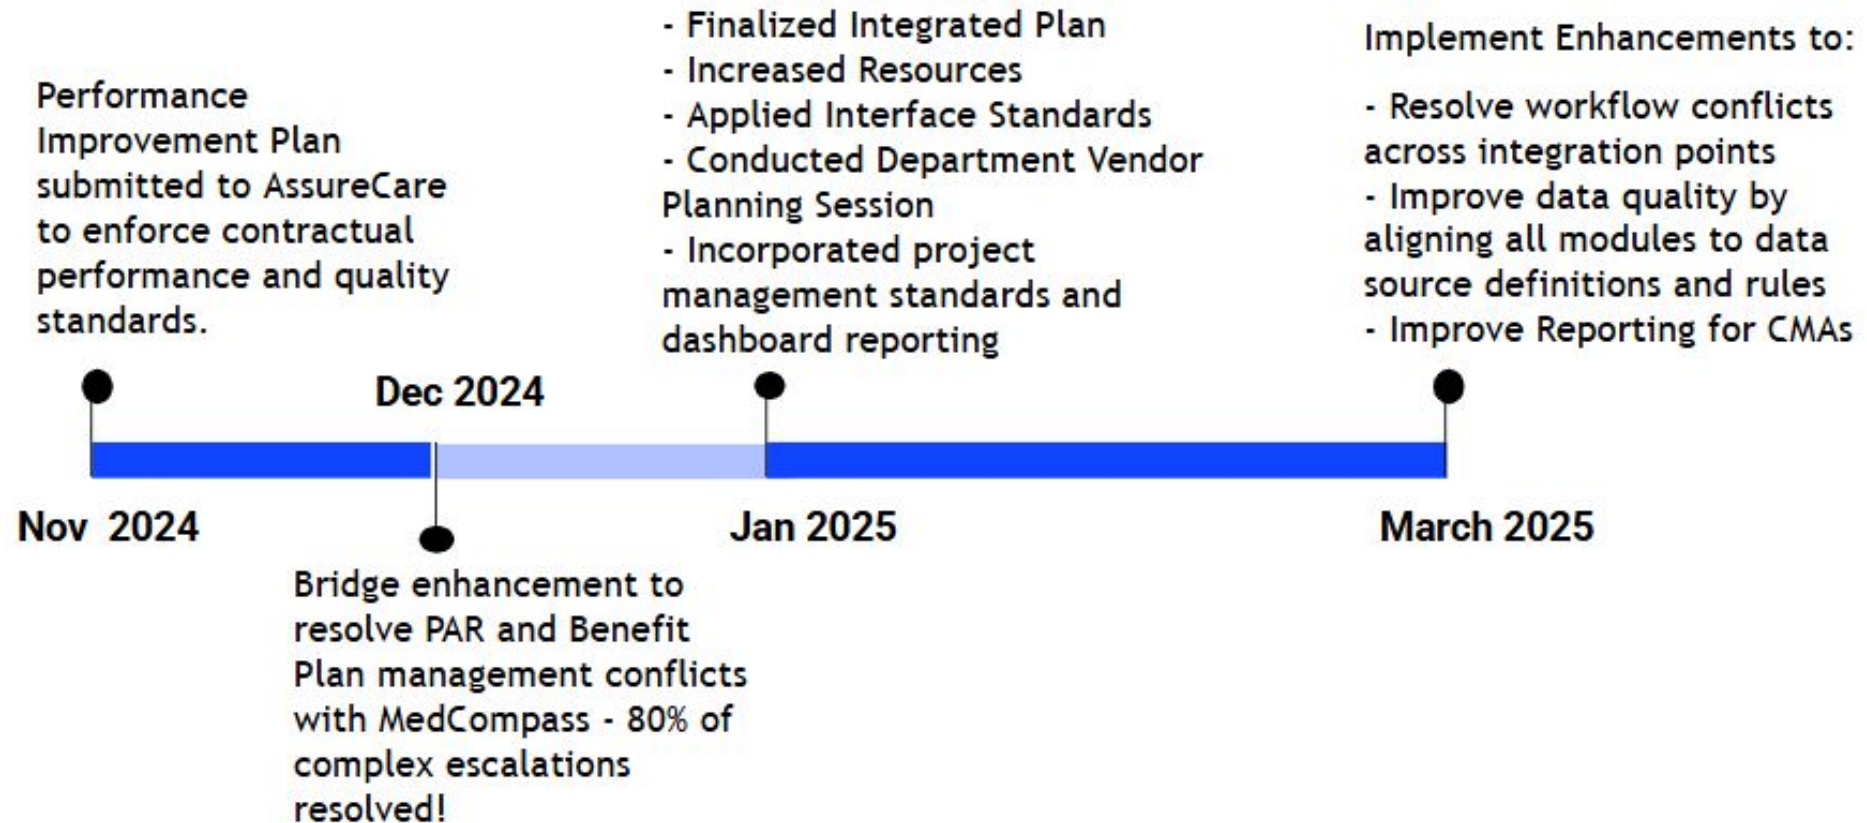 Performance
Improvement Plan
submitted to AssureCare
to enforce contractual
performance and quality
standards.
Nov  2024
Dec 2024
Bridge enhancement to
resolve PAR and Benefit
Plan management conflicts
with MedCompass - 80% of
complex escalations
resolved!
- Finalized Integrated Plan
- Increased Resources
- Applied Interface Standards
- Conducted Department Vendor
Planning Session
- Incorporated project
management standards and
dashboard reporting
Jan 2025
Implement Enhancements to:
- Resolve workflow conflicts
across integration points
- Improve data quality by
aligning all modules to data
source definitions and rules
- Improve Reporting for CMAs
March 2025